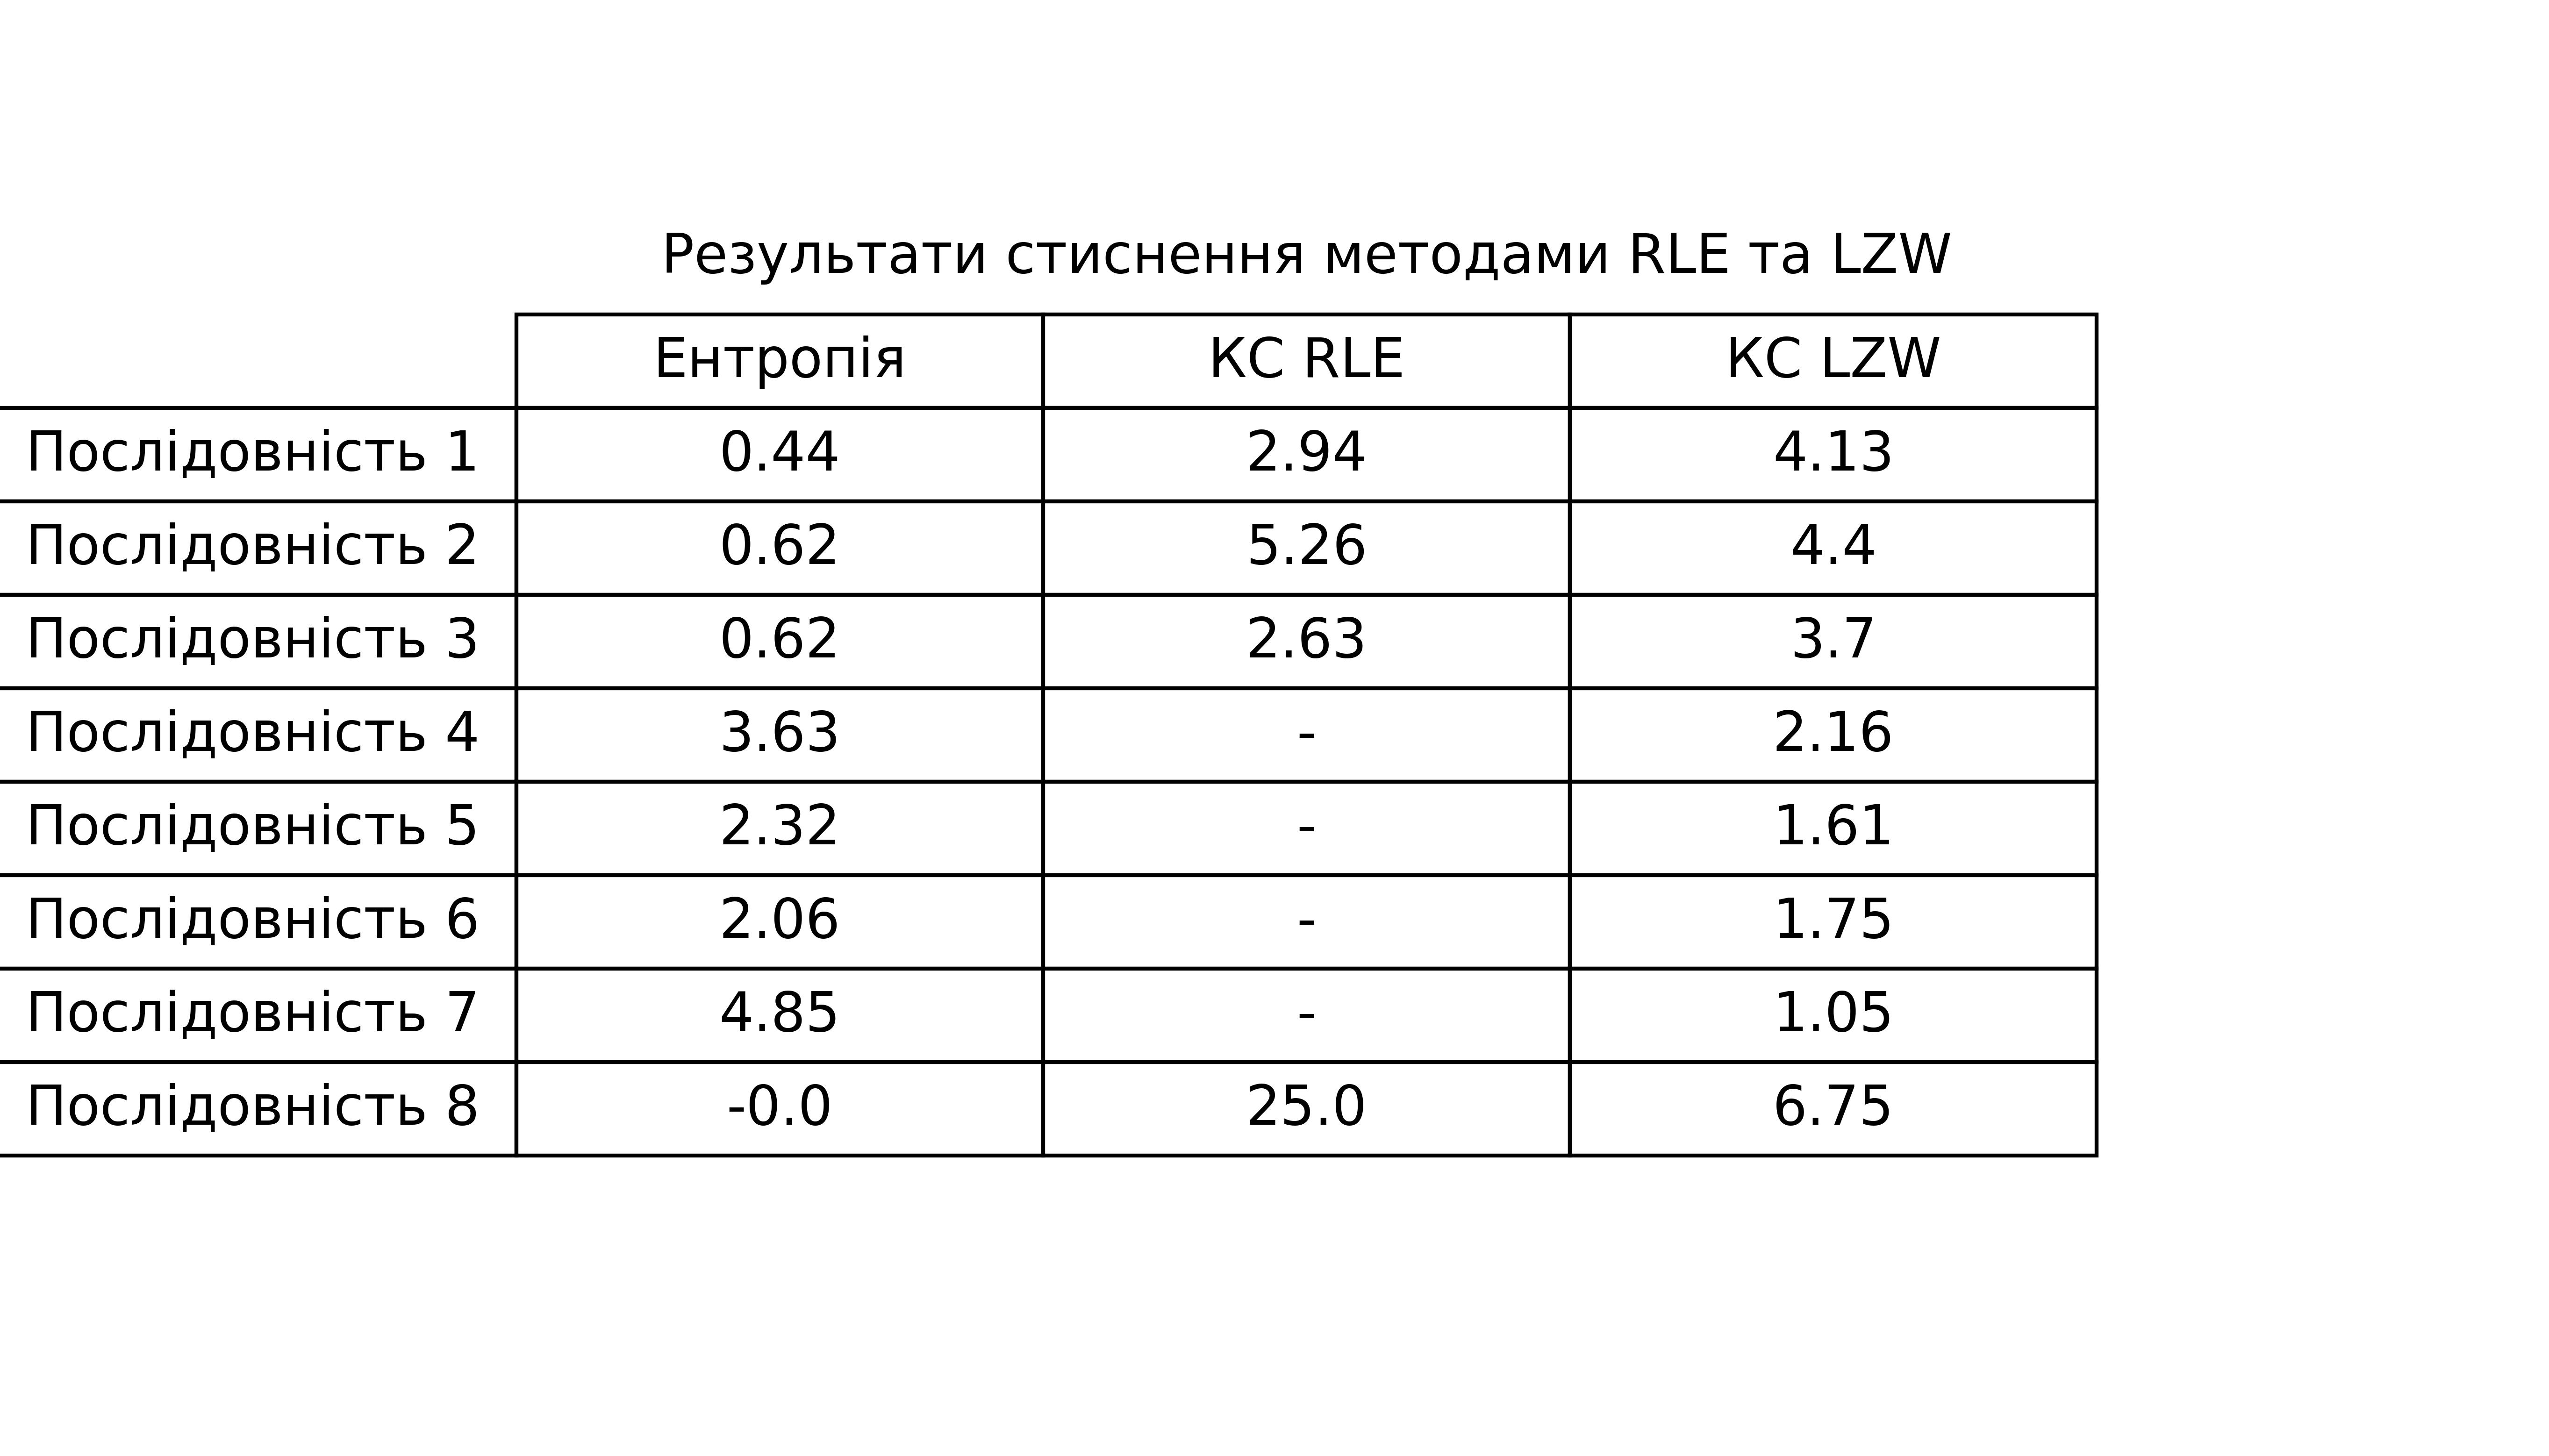 Результати стиснення методами RLE та LZW
Ентропія КС RLE КС LZW
Послідовність 1 0.44 2.94 4.13
Послідовність 2 0.62 5.26 4.4
Послідовність 3 0.62 2.63 3.7
Послідовність 4 3.63 - 2.16
Послідовність 5 2.32 - 1.61
Послідовність 6 2.06 - 1.75
Послідовність 7 4.85 - 1.05
Послідовність 8 -0.0 25.0 6.75